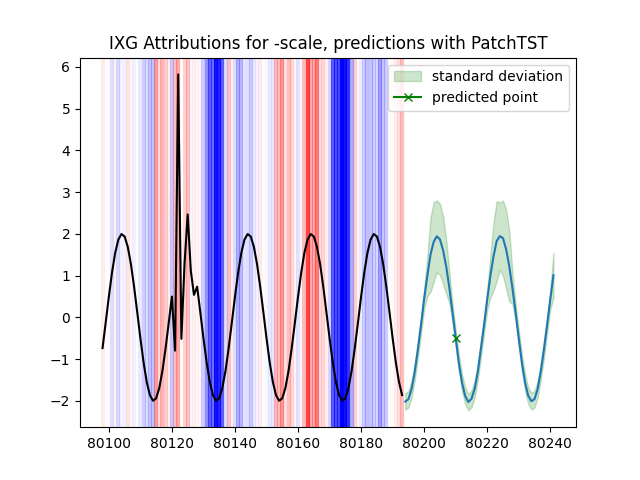 IXG Attributions for -scale, predictions with PatchTST
standard deviation
predicted point
6
5
4
3
2
1
0
−1
−2
80100 80120 80140 80160 80180 80200 80220 80240